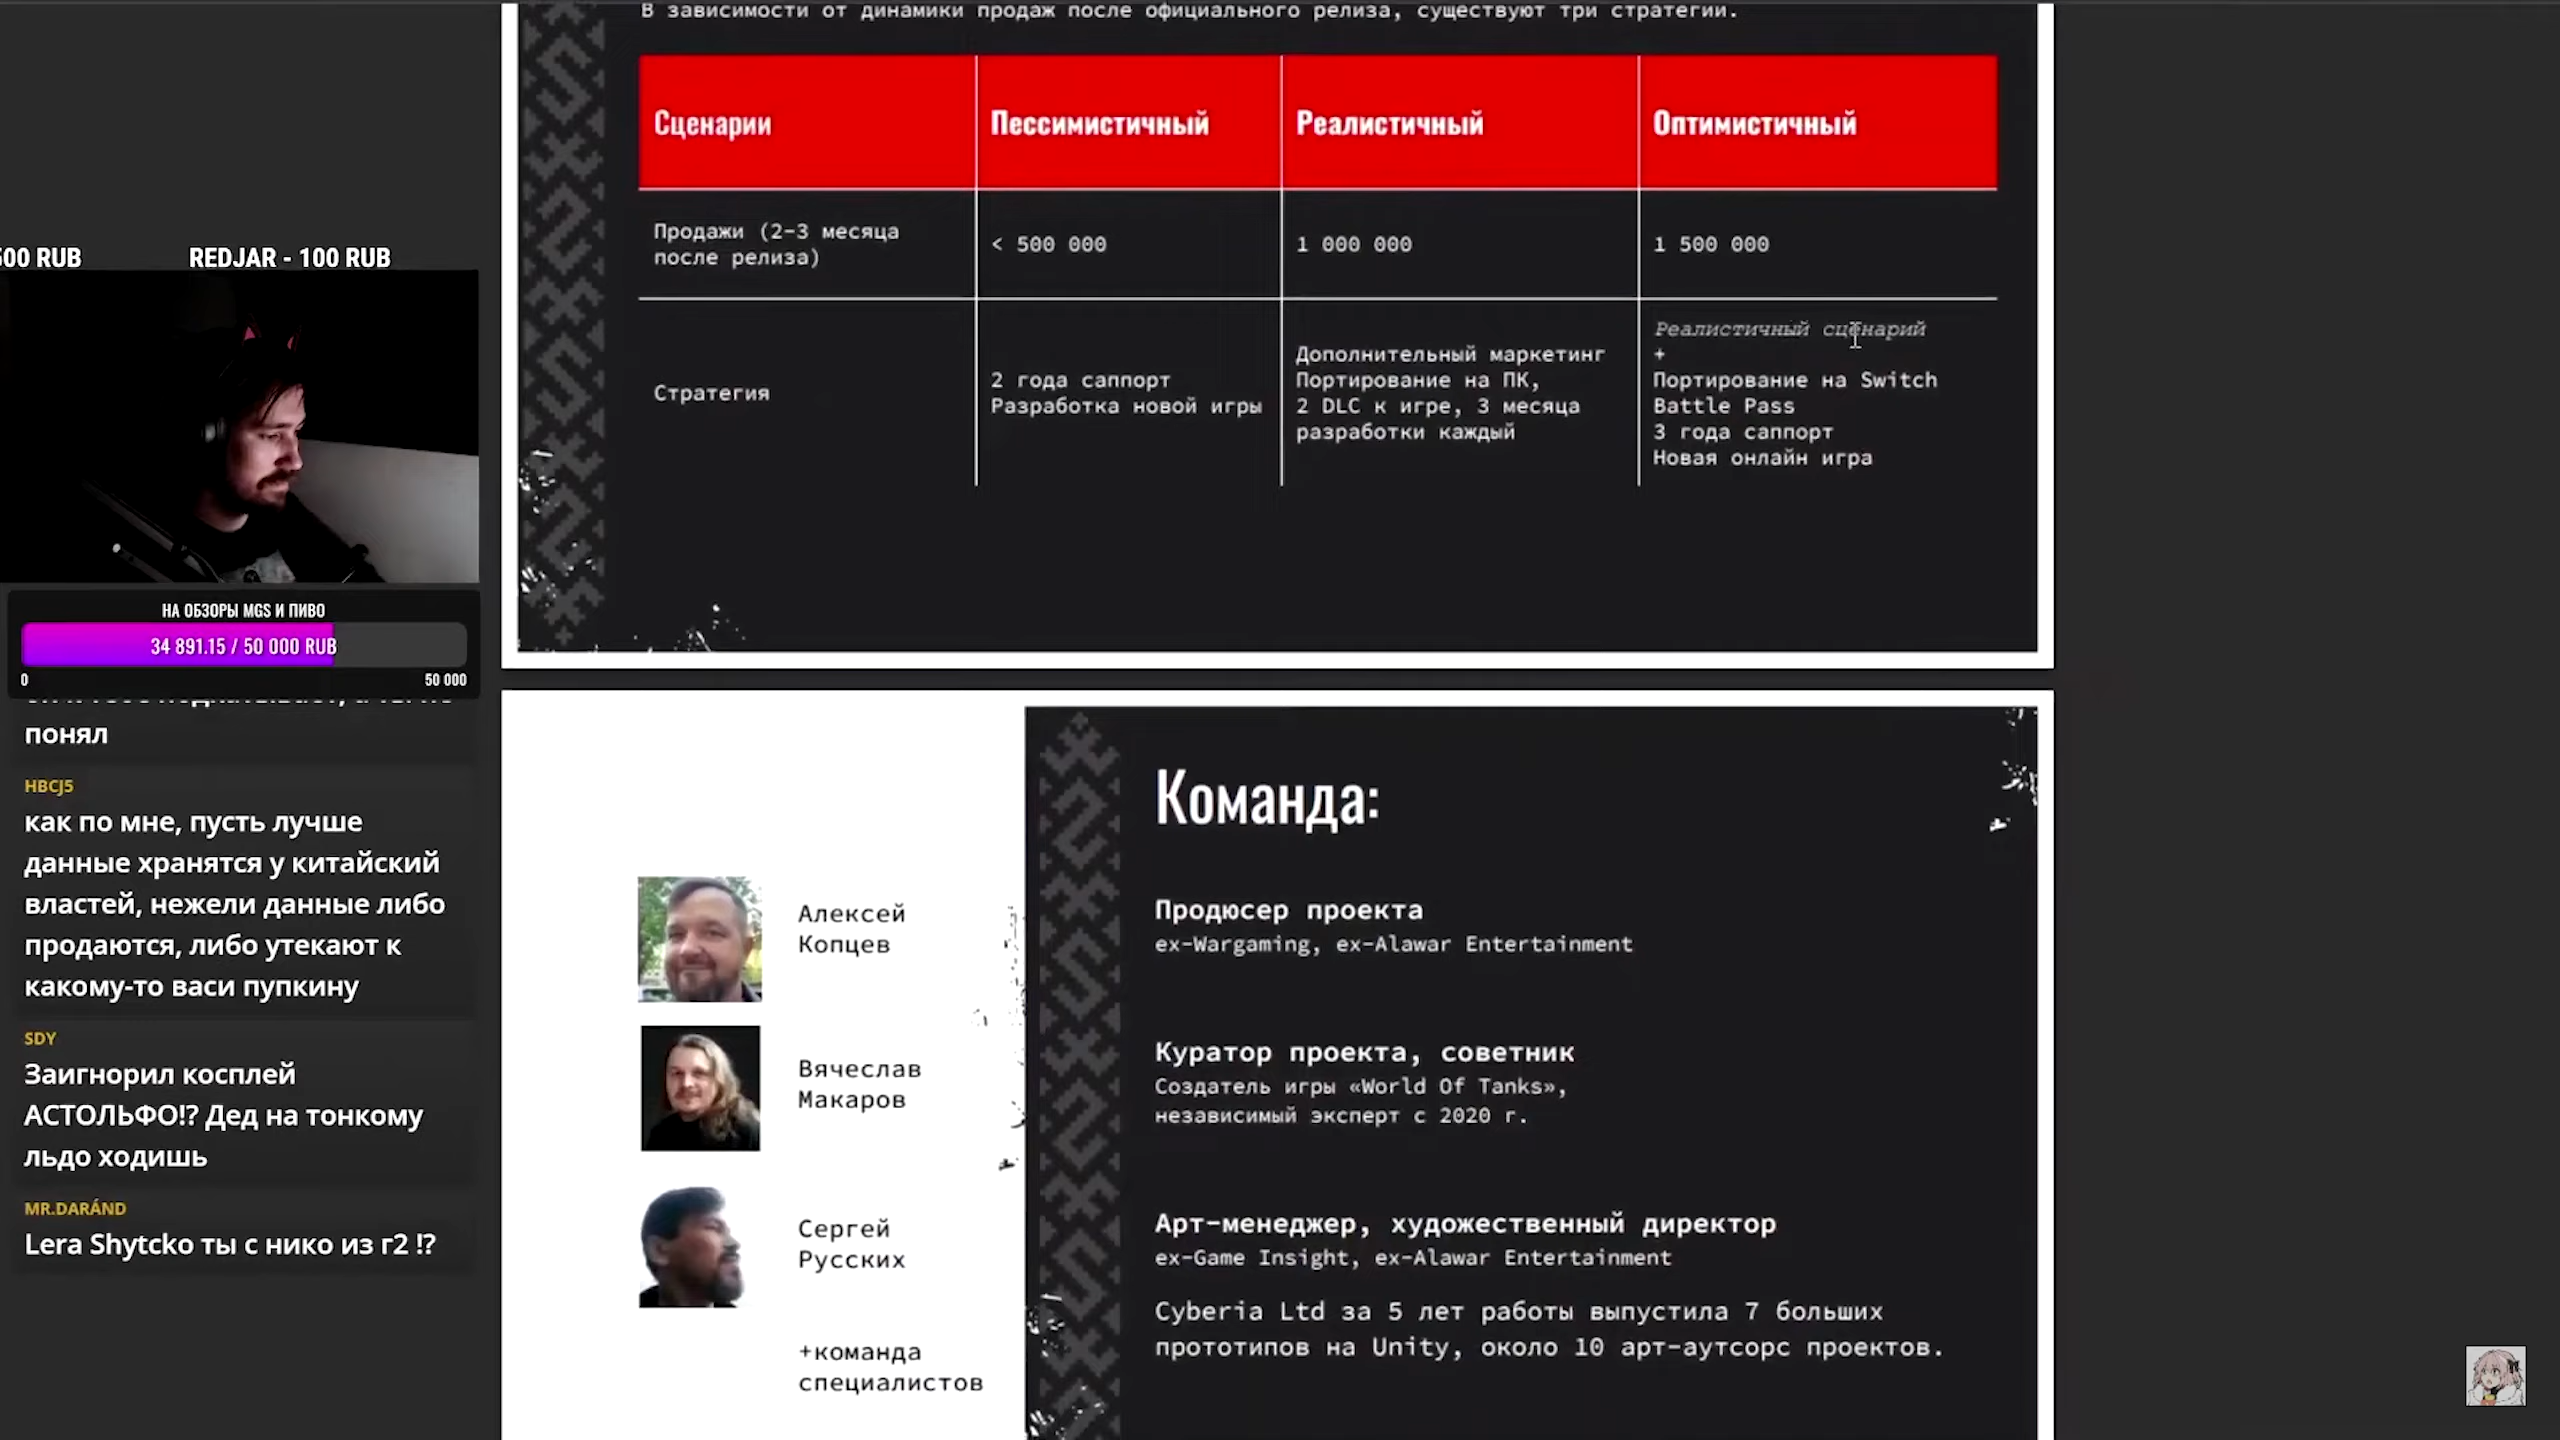 В зависимости от динамики продаж после официального релиза, существуют три стратегии.
Сценарии
Пессимистичный
Реалистичный
Оптимистичный
Продажи (2-3 месяца
после релиза)
< 500 000
1 000 000
1 500 000
Стратегия
2 года саппорт
Разработка новой игры
Дополнительный маркетинг
Портирование на ПК,
2 DLC к игре, 3 месяца
разработки каждый
Реалистичный сценарий
+
Портирование на Switch
Battle Pass
3 года саппорт
Новая онлайн игра
500 RUB
REDJAR - 100 RUB
НА ОБЗОРЫ MGS И ПИВО
34 891.15 / 50 000 RUB
0
50 000
понял
HBCJ5
как по мне, пусть лучше
данные хранятся у китайский
властей, нежели данные либо
продаются, либо утекают к
какому-то васи пупкину
SDY
Заигнорил косплей
АСТОЛЬФО!? Дед на тонкому
льдо ходишь
MR.DARÁND
Lera Shytcko ты с нико из г2 !?
Алексей
Копцев
Вячеслав
Макаров
Сергей
Русских
+команда
специалистов
Команда:
Продюсер проекта
ex-Wargaming, ex-Alawar Entertainment
Куратор проекта, советник
Создатель игры «World Of Tanks»,
независимый эксперт с 2020 г.
Арт-менеджер, художественный директор
ex-Game Insight, ex-Alawar Entertainment
Cyberia Ltd за 5 лет работы выпустила 7 больших
прототипов на Unity, около 10 арт-аутсорс проектов.